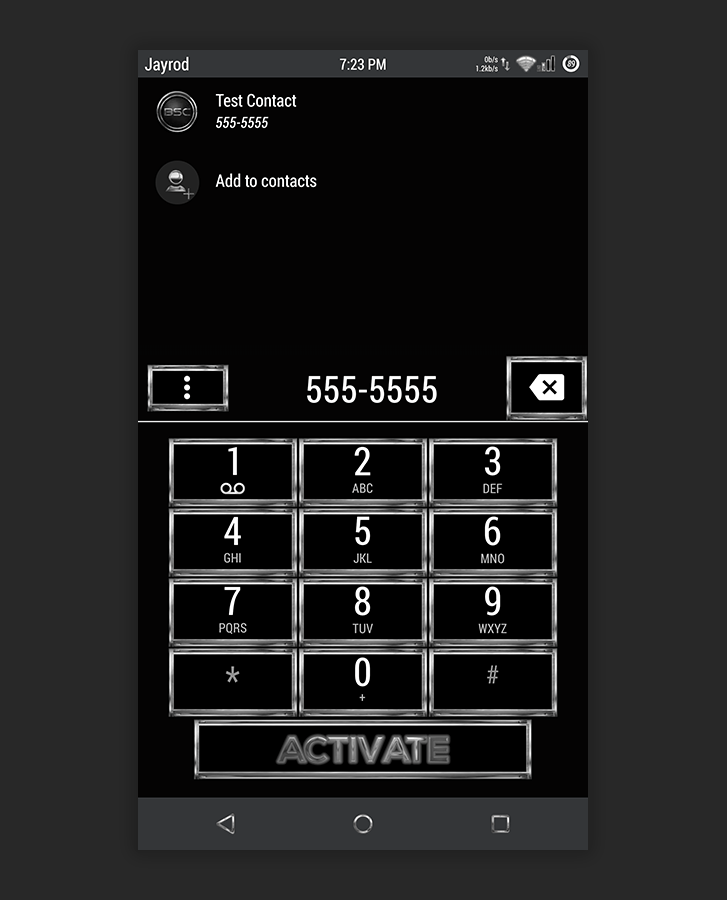 Jayrod 7:23 PM 0b/s 1.2kb/s 89
BSC Test Contact
555-5555
Add to contacts
555-5555
1 2 3
ABC DEF
4 5 6
GHI JKL MNO
7 8 9
PQRS TUV WXYZ
* 0 #
+
ACTIVATE